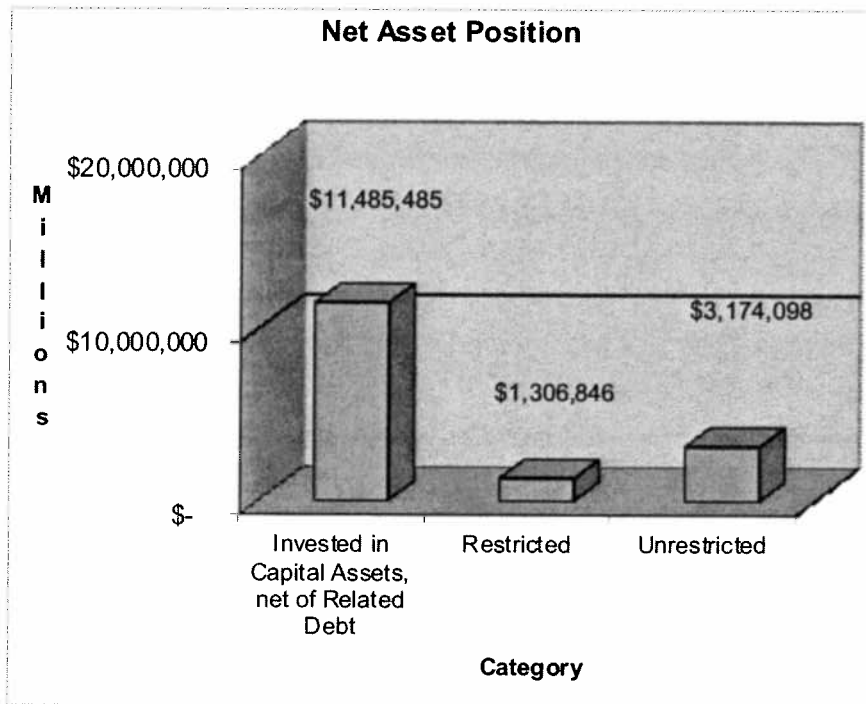 Net Asset Position
Millions
$20,000,000
$10,000,000
$-
$11,485,485
$1,306,846
$3,174,098
Invested in
Capital Assets,
net of Related
Debt
Restricted
Unrestricted
Category